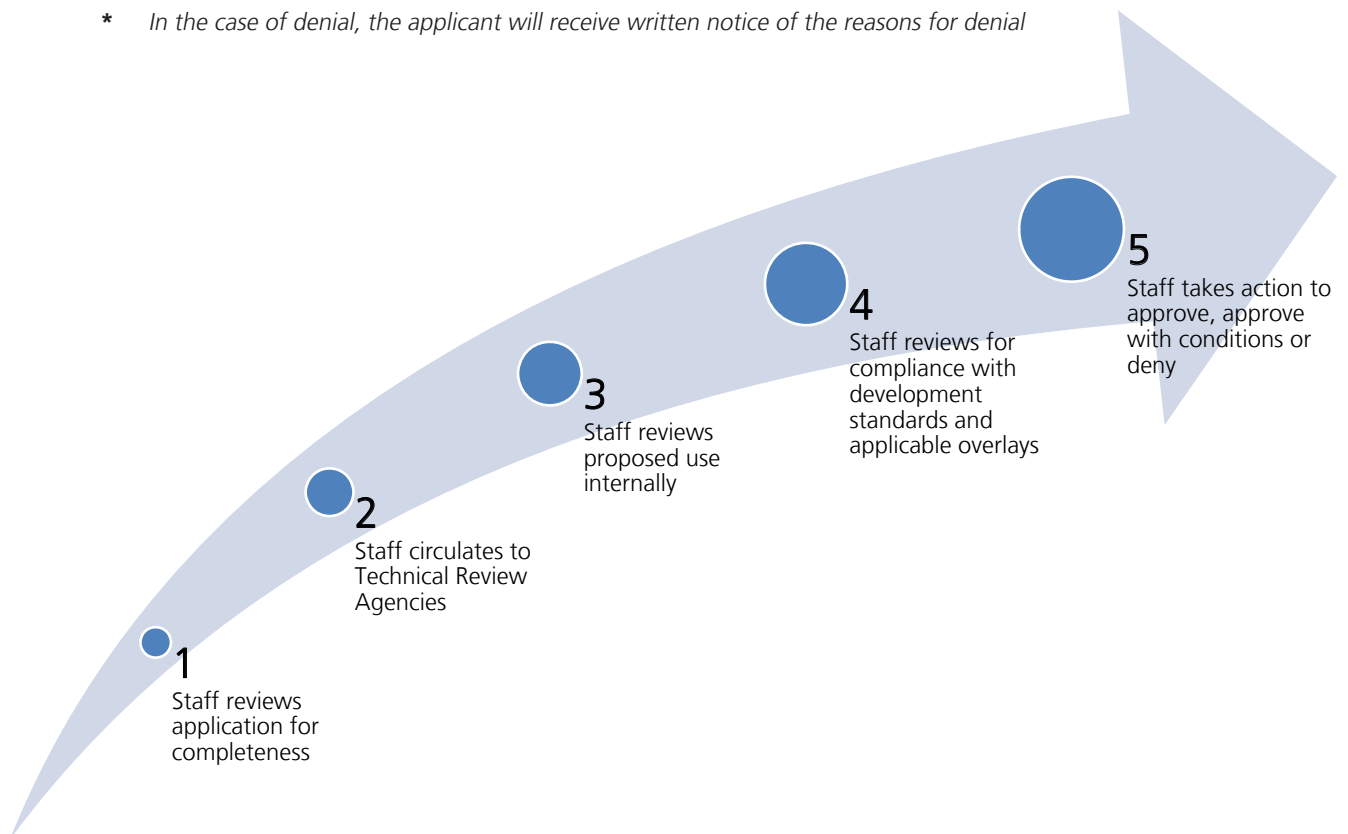 * In the case of denial, the applicant will receive written notice of the reasons for denial
1
Staff reviews
application for
completeness
2
Staff circulates to
Technical Review
Agencies
3
Staff reviews
proposed use
internally
4
Staff reviews for
compliance with
development
standards and
applicable overlays
5
Staff takes action to
approve, approve
with conditions or
deny